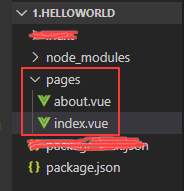 1.HELLOWORLD
node_modules
pages
about.vue
index.vue
package.json